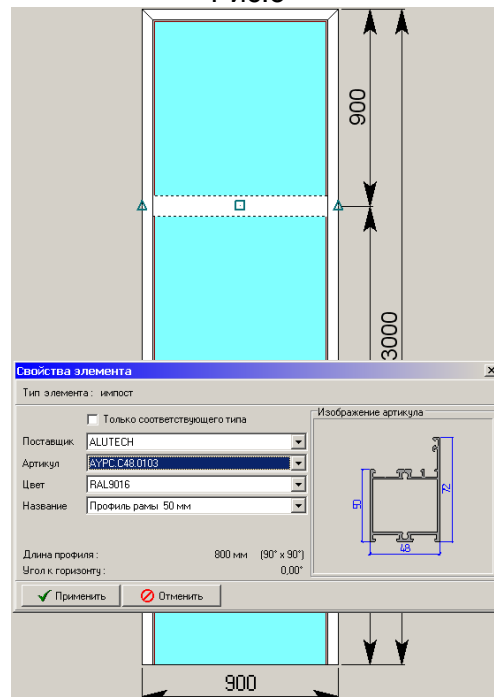 900
3000
Свойства элемента
Тип элемента: импост
Только соответствующего типа
Поставщик ALUTECH
Артикул AYPC.C48.0103
Цвет RAL9016
Название Профиль рамы 50 мм
Длина профиля: 800 мм (90° x 90°)
Угол к горизонту: 0,00°
Изображение артикула
50
72
48
Применить Отменить
900